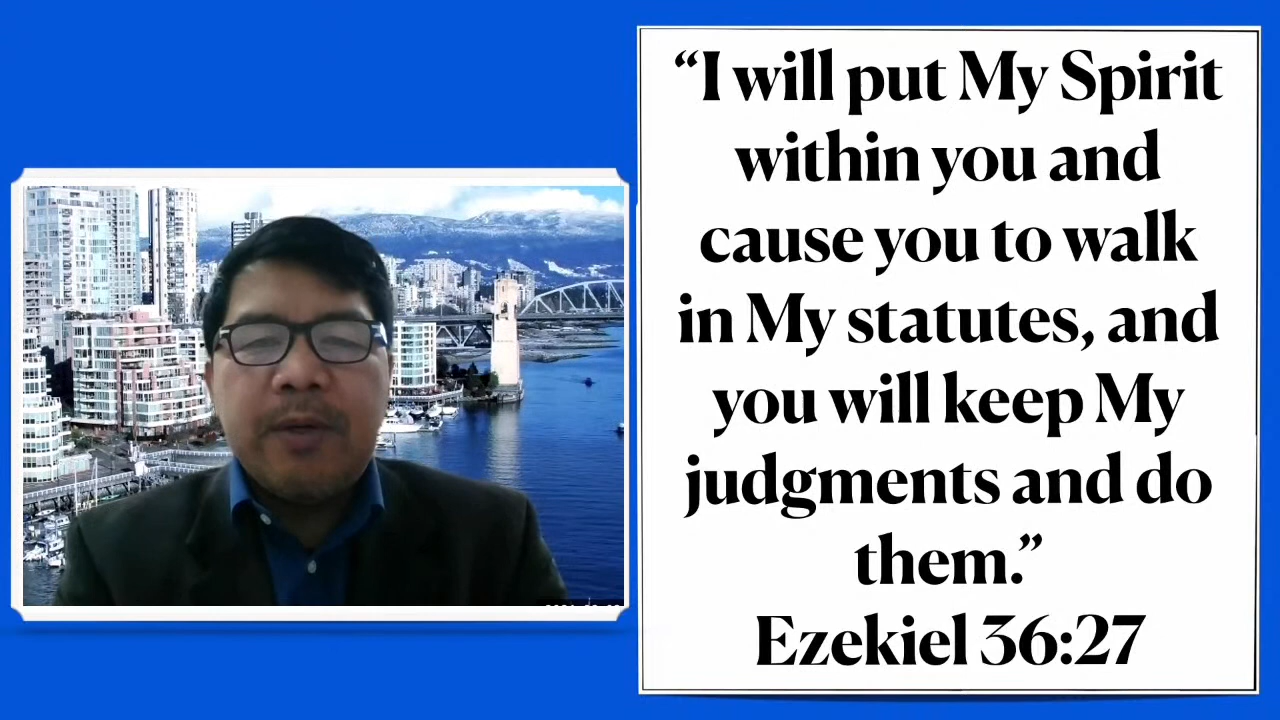 “I will put My Spirit
within you and
cause you to walk
in My statutes, and
you will keep My
judgments and do
them.”
Ezekiel 36:27